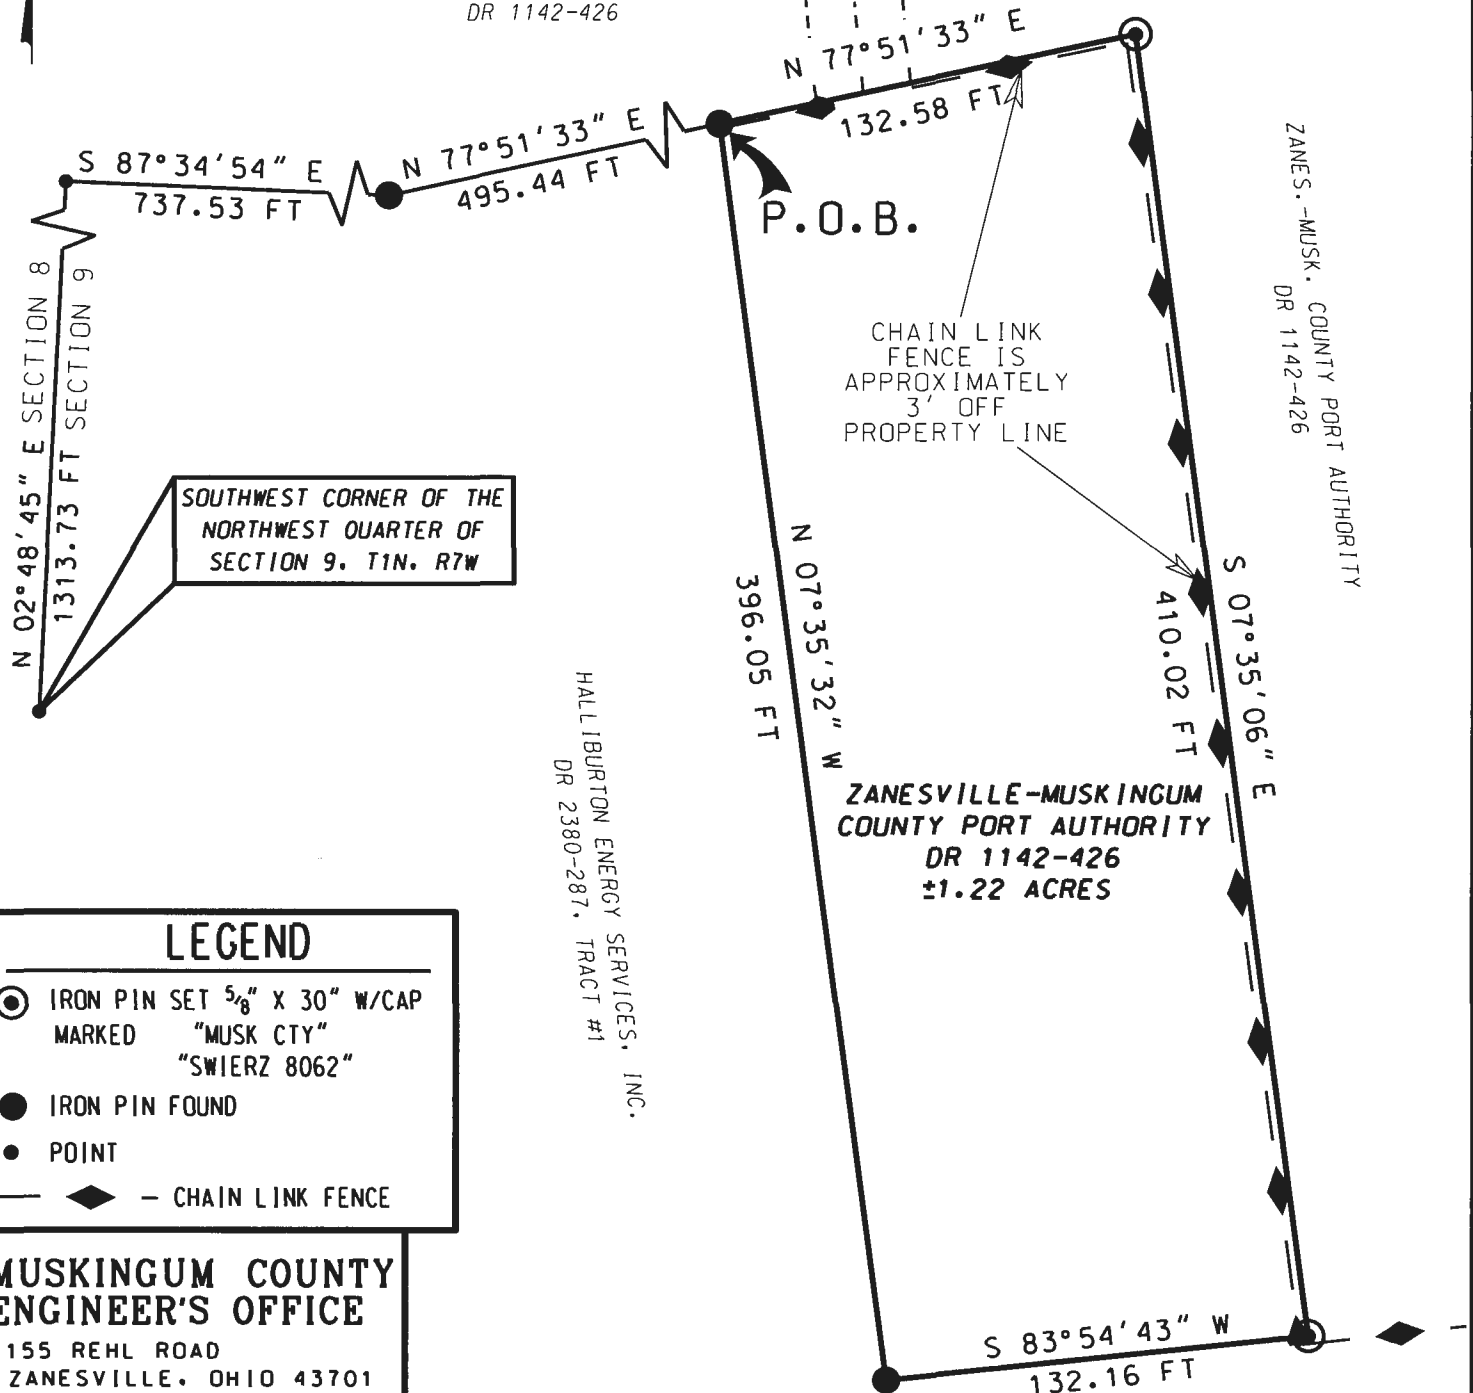 DR 1142-426
N 77°51'33" E
132.58 FT
N 77°51'33" E
495.44 FT
S 87°34'54" E
737.53 FT
P.O.B.
N 02°48'45" E SECTION 8
1313.73 FT SECTION 9
CHAIN LINK
FENCE IS
APPROXIMATELY
3' OFF
PROPERTY LINE
ZANES.-MUSK. COUNTY PORT AUTHORITY
DR 1142-426
SOUTHWEST CORNER OF THE
NORTHWEST QUARTER OF
SECTION 9. T1N. R7W
N 07°35'32" W
396.05 FT
S 07°35'06" E
410.02 FT
HALLIBURTON ENERGY SERVICES, INC.
DR 2380-287, TRACT #1
ZANESVILLE-MUSKINGUM
COUNTY PORT AUTHORITY
DR 1142-426
±1.22 ACRES
LEGEND
IRON PIN SET 5/8" X 30" W/CAP
MARKED "MUSK CTY"
"SWIERZ 8062"
IRON PIN FOUND
POINT
- CHAIN LINK FENCE
MUSKINGUM COUNTY
ENGINEER'S OFFICE
155 REHL ROAD
ZANESVILLE, OHIO 43701
S 83°54'43" W
132.16 FT